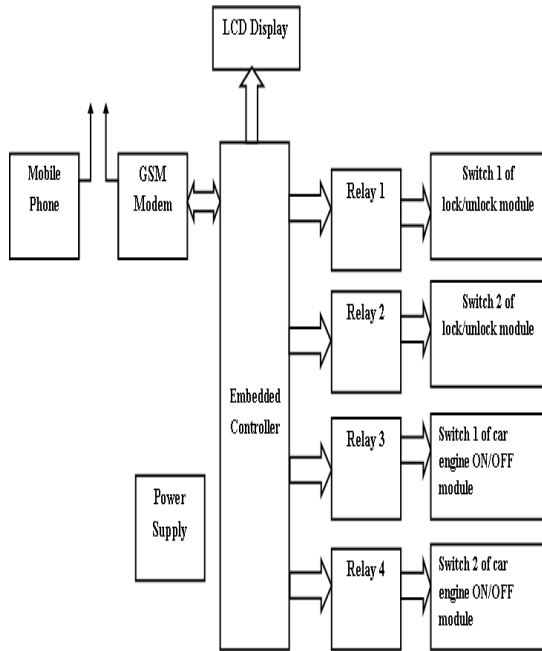 LCD Display
Mobile
Phone
GSM
Modem
Relay 1
Switch 1 of
lock/unlock module
Relay 2
Switch 2 of
lock/unlock module
Embedded
Controller
Relay 3
Switch 1 of car
engine ON/OFF
module
Power
Supply
Relay 4
Switch 2 of car
engine ON/OFF
module